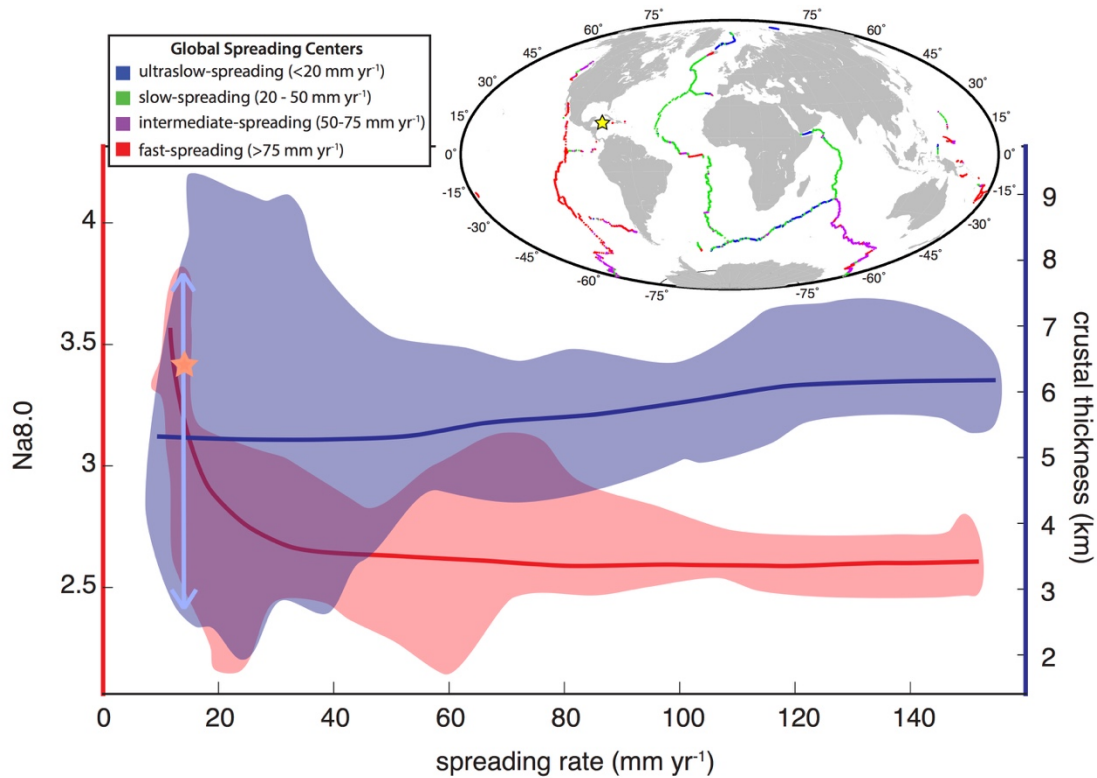 Global Spreading Centers
ultraslow-spreading (<20 mm yr⁻¹)
slow-spreading (20 - 50 mm yr⁻¹)
intermediate-spreading (50-75 mm yr⁻¹)
fast-spreading (>75 mm yr⁻¹)
75˚ 75˚
60˚ 60˚
45˚ 45˚
30˚ 30˚
15˚ 15˚
0˚ 0˚
-15˚ -15˚
-30˚ -30˚
-45˚ -45˚
-60˚ -60˚
-75˚ -75˚
4
3.5
3
2.5
Na8.0
9
8
7
6
5
4
3
2
crustal thickness (km)
0 20 40 60 80 100 120 140
spreading rate (mm yr⁻¹)